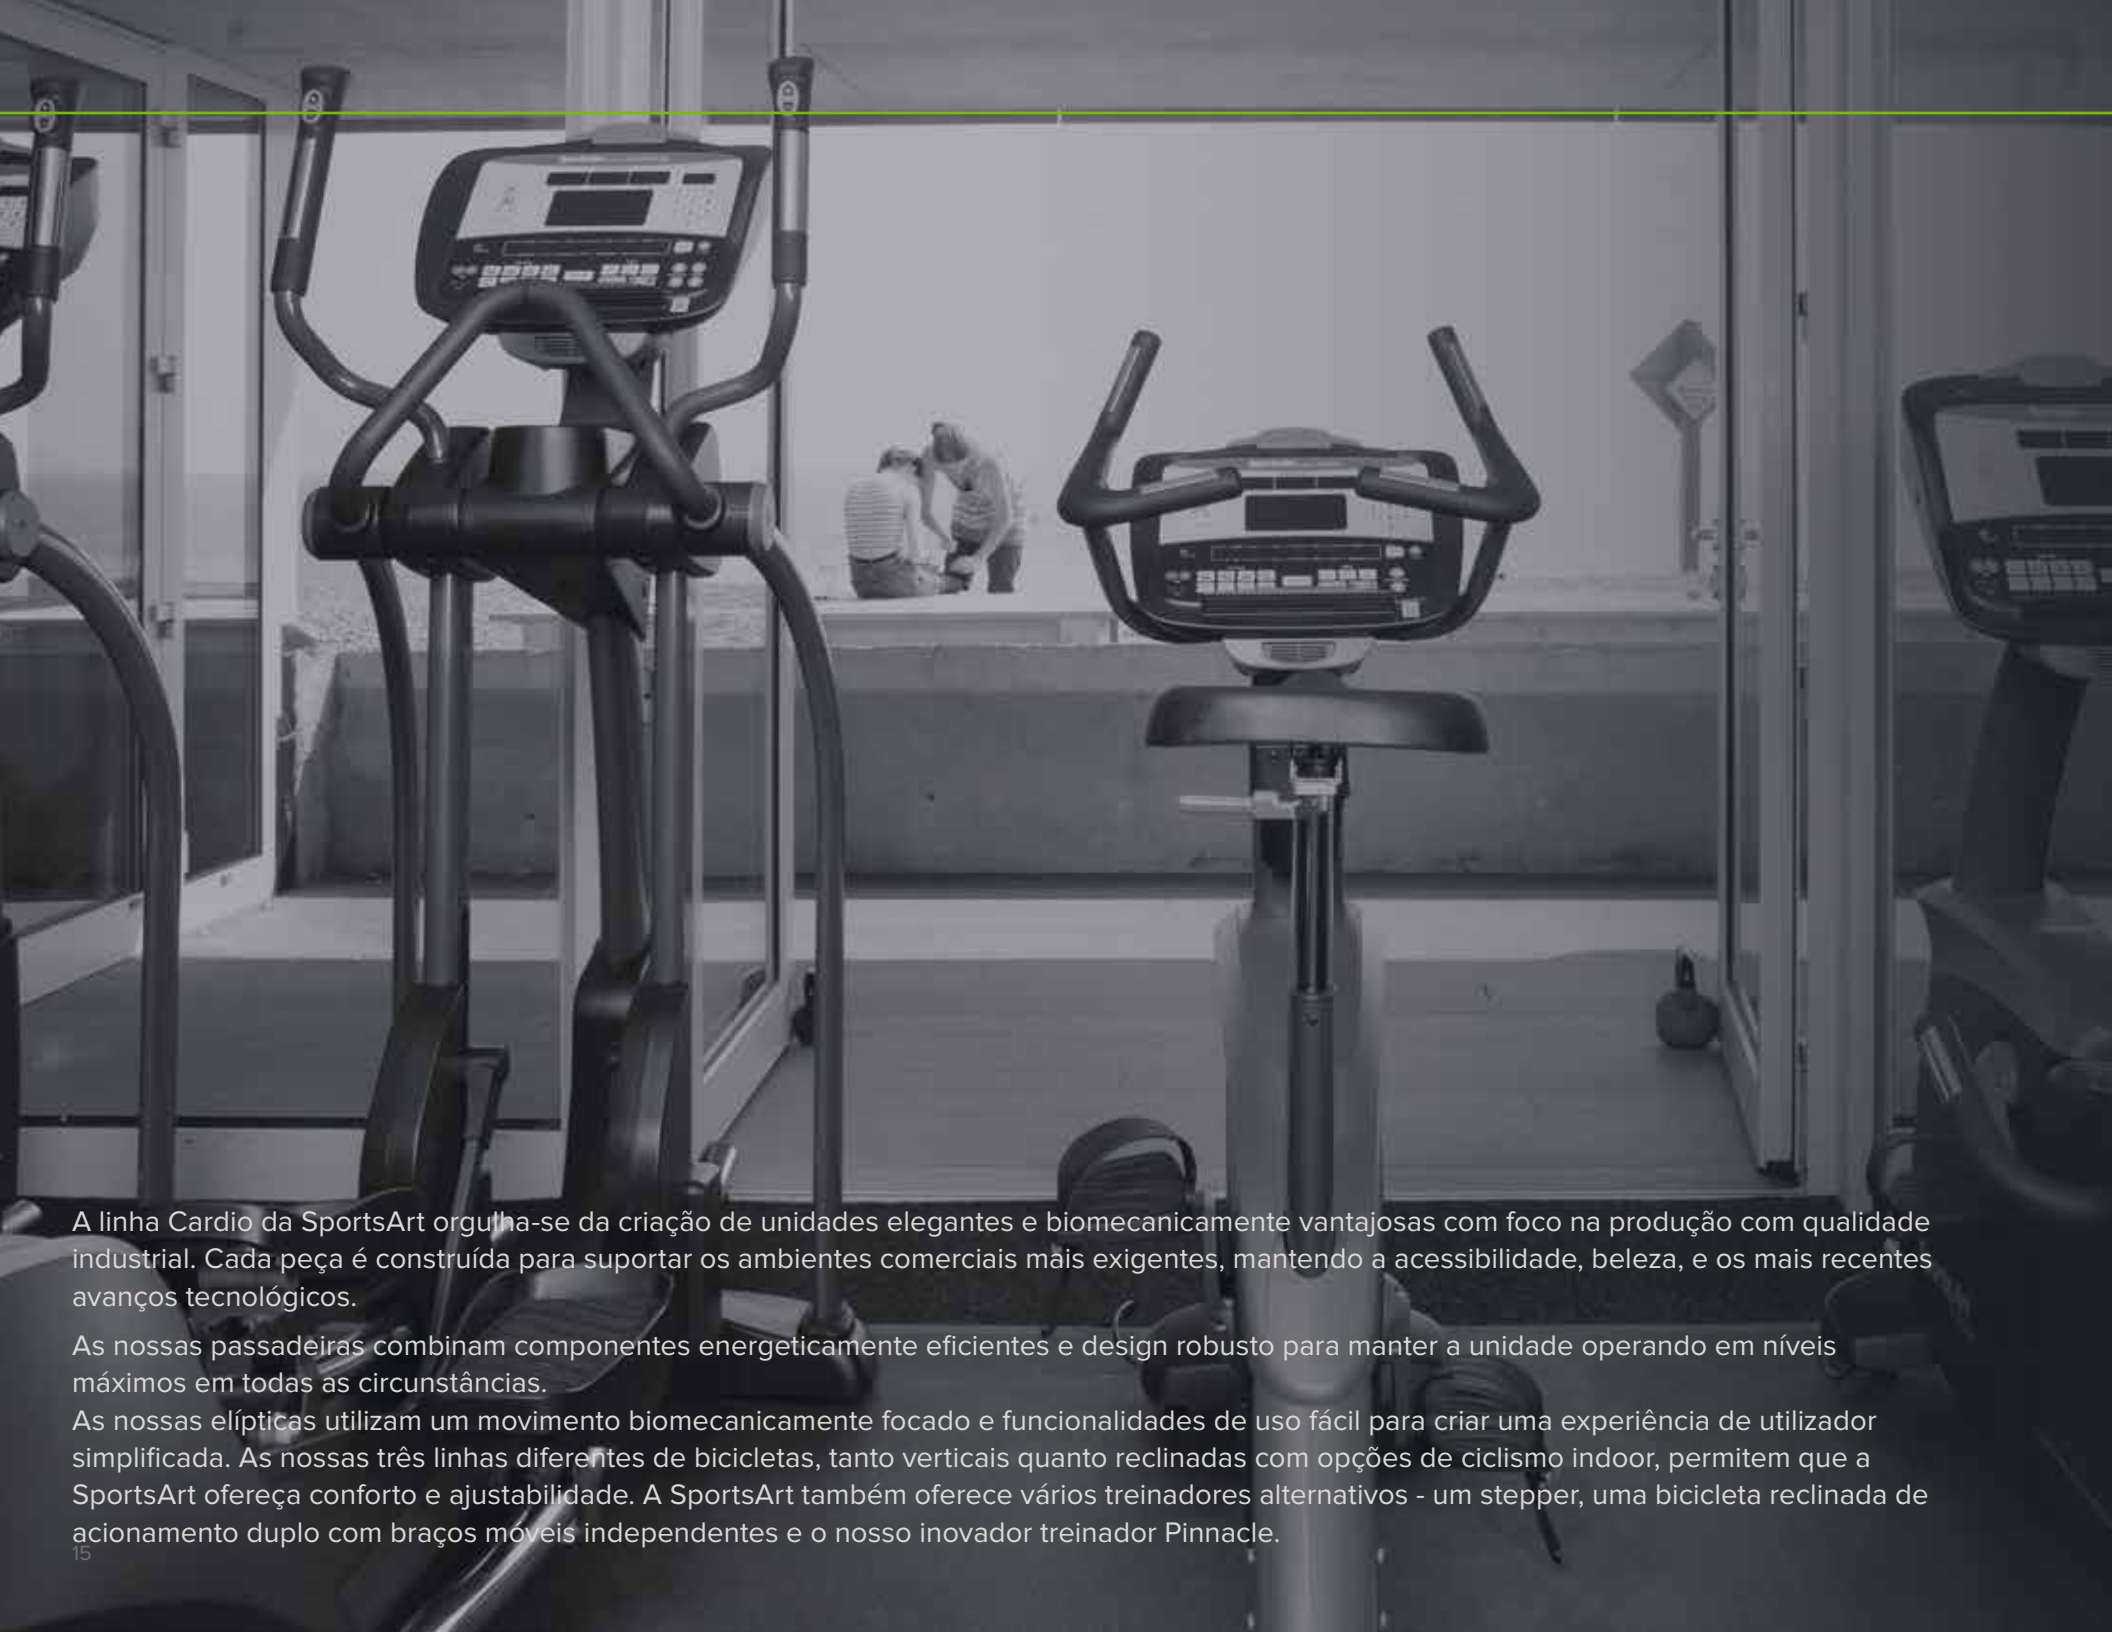 A linha Cardio da SportsArt orgulha-se da criação de unidades elegantes e biomecanicamente vantajosas com foco na produção com qualidade
industrial. Cada peça é construída para suportar os ambientes comerciais mais exigentes, mantendo a acessibilidade, beleza, e os mais recentes
avanços tecnológicos.
As nossas passadeiras combinam componentes energeticamente eficientes e design robusto para manter a unidade operando em níveis
máximos em todas as circunstâncias.
As nossas elípticas utilizam um movimento biomecanicamente focado e funcionalidades de uso fácil para criar uma experiência de utilizador
simplificada. As nossas três linhas diferentes de bicicletas, tanto verticais quanto reclinadas com opções de ciclismo indoor, permitem que a
SportsArt ofereça conforto e ajustabilidade. A SportsArt também oferece vários treinadores alternativos - um stepper, uma bicicleta reclinada de
acionamento duplo com braços móveis independentes e o nosso inovador treinador Pinnacle.
15